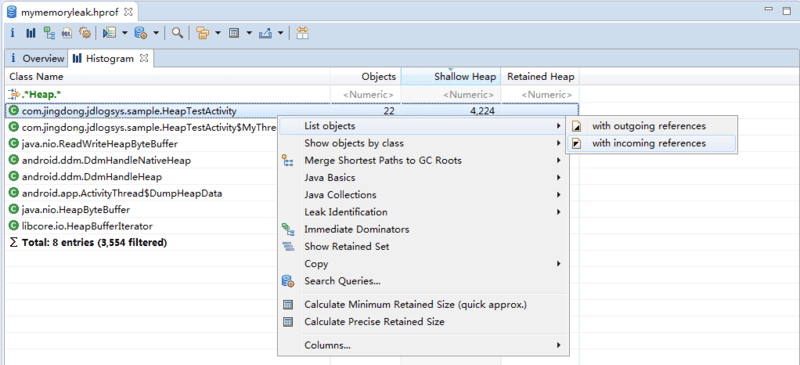 mymemoryleak.hprof
i Overview Histogram
Class Name Objects Shallow Heap Retained Heap
.*Heap.* <Numeric> <Numeric> <Numeric>
com.jingdong.jdlogsys.sample.HeapTestActivity 22 4,224
com.jingdong.jdlogsys.sample.HeapTestActivity$MyThre
java.nio.ReadWriteHeapByteBuffer
android.ddm.DdmHandleNativeHeap
android.ddm.DdmHandleHeap
android.app.ActivityThread$DumpHeapData
java.nio.HeapByteBuffer
libcore.io.HeapBufferIterator
Σ Total: 8 entries (3,554 filtered)
List objects
Show objects by class
Merge Shortest Paths to GC Roots
Java Basics
Java Collections
Leak Identification
Immediate Dominators
Show Retained Set
Copy
Search Queries...
Calculate Minimum Retained Size (quick approx.)
Calculate Precise Retained Size
Columns...
with outgoing references
with incoming references